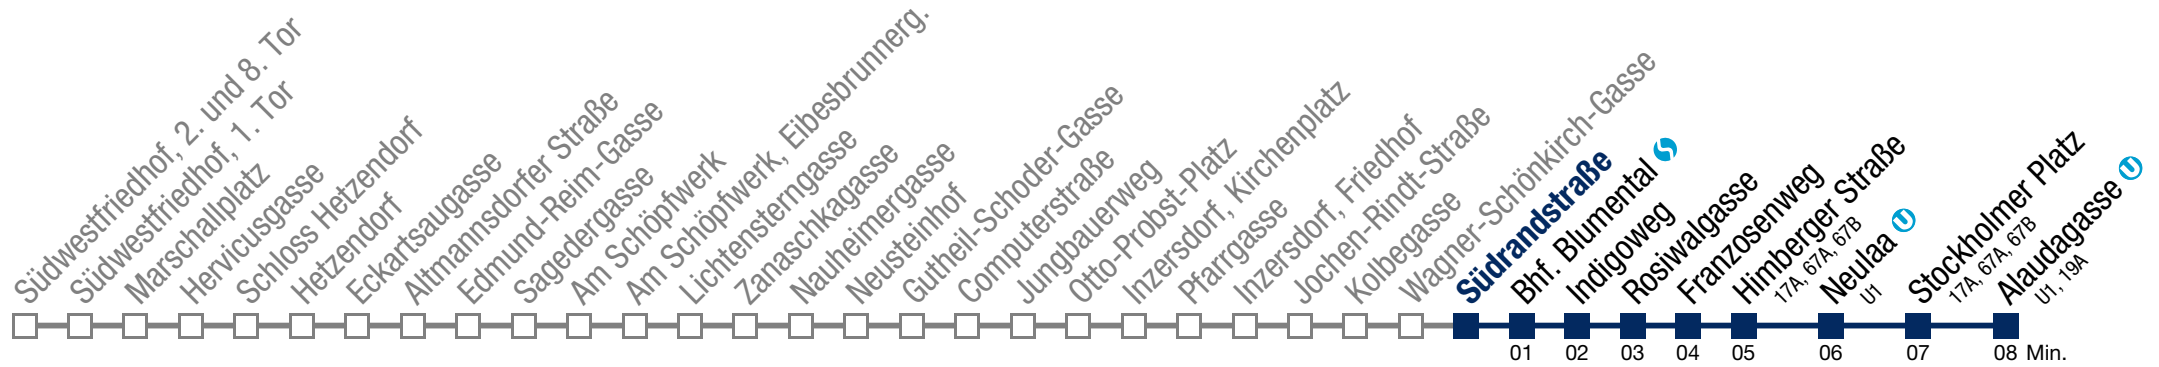 Südwestfriedhof, 2. und 8. Tor
Südwestfriedhof, 1. Tor
Marschallplatz
Hervicusgasse
Schloss Hetzendorf
Hetzendorf
Eckartsaugasse
Altmannsdorfer Straße
Edmund-Reim-Gasse
Sagedergasse
Am Schöpfwerk
Am Schöpfwerk, Eibesbrunnerg.
Lichtensterngasse
Zanaschkagasse
Nauheimergasse
Neusteinhof
Gutheil-Schoder-Gasse
Computerstraße
Jungbauerweg
Otto-Probst-Platz
Inzersdorf, Kirchenplatz
Pfarrgasse
Inzersdorf, Friedhof
Jochen-Rindt-Straße
Kolbegasse
Wagner-Schönkirch-Gasse
Südrandstraße
Bhf. Blumental S
Indigoweg
Rosiwalgasse
Franzosenweg
Himberger Straße
17A, 67A, 67B
Neulaa U
U1
Stockholmer Platz
17A, 67A, 67B
Alaudagasse U
U1, 19A
01 02 03 04 05 06 07 08 Min.